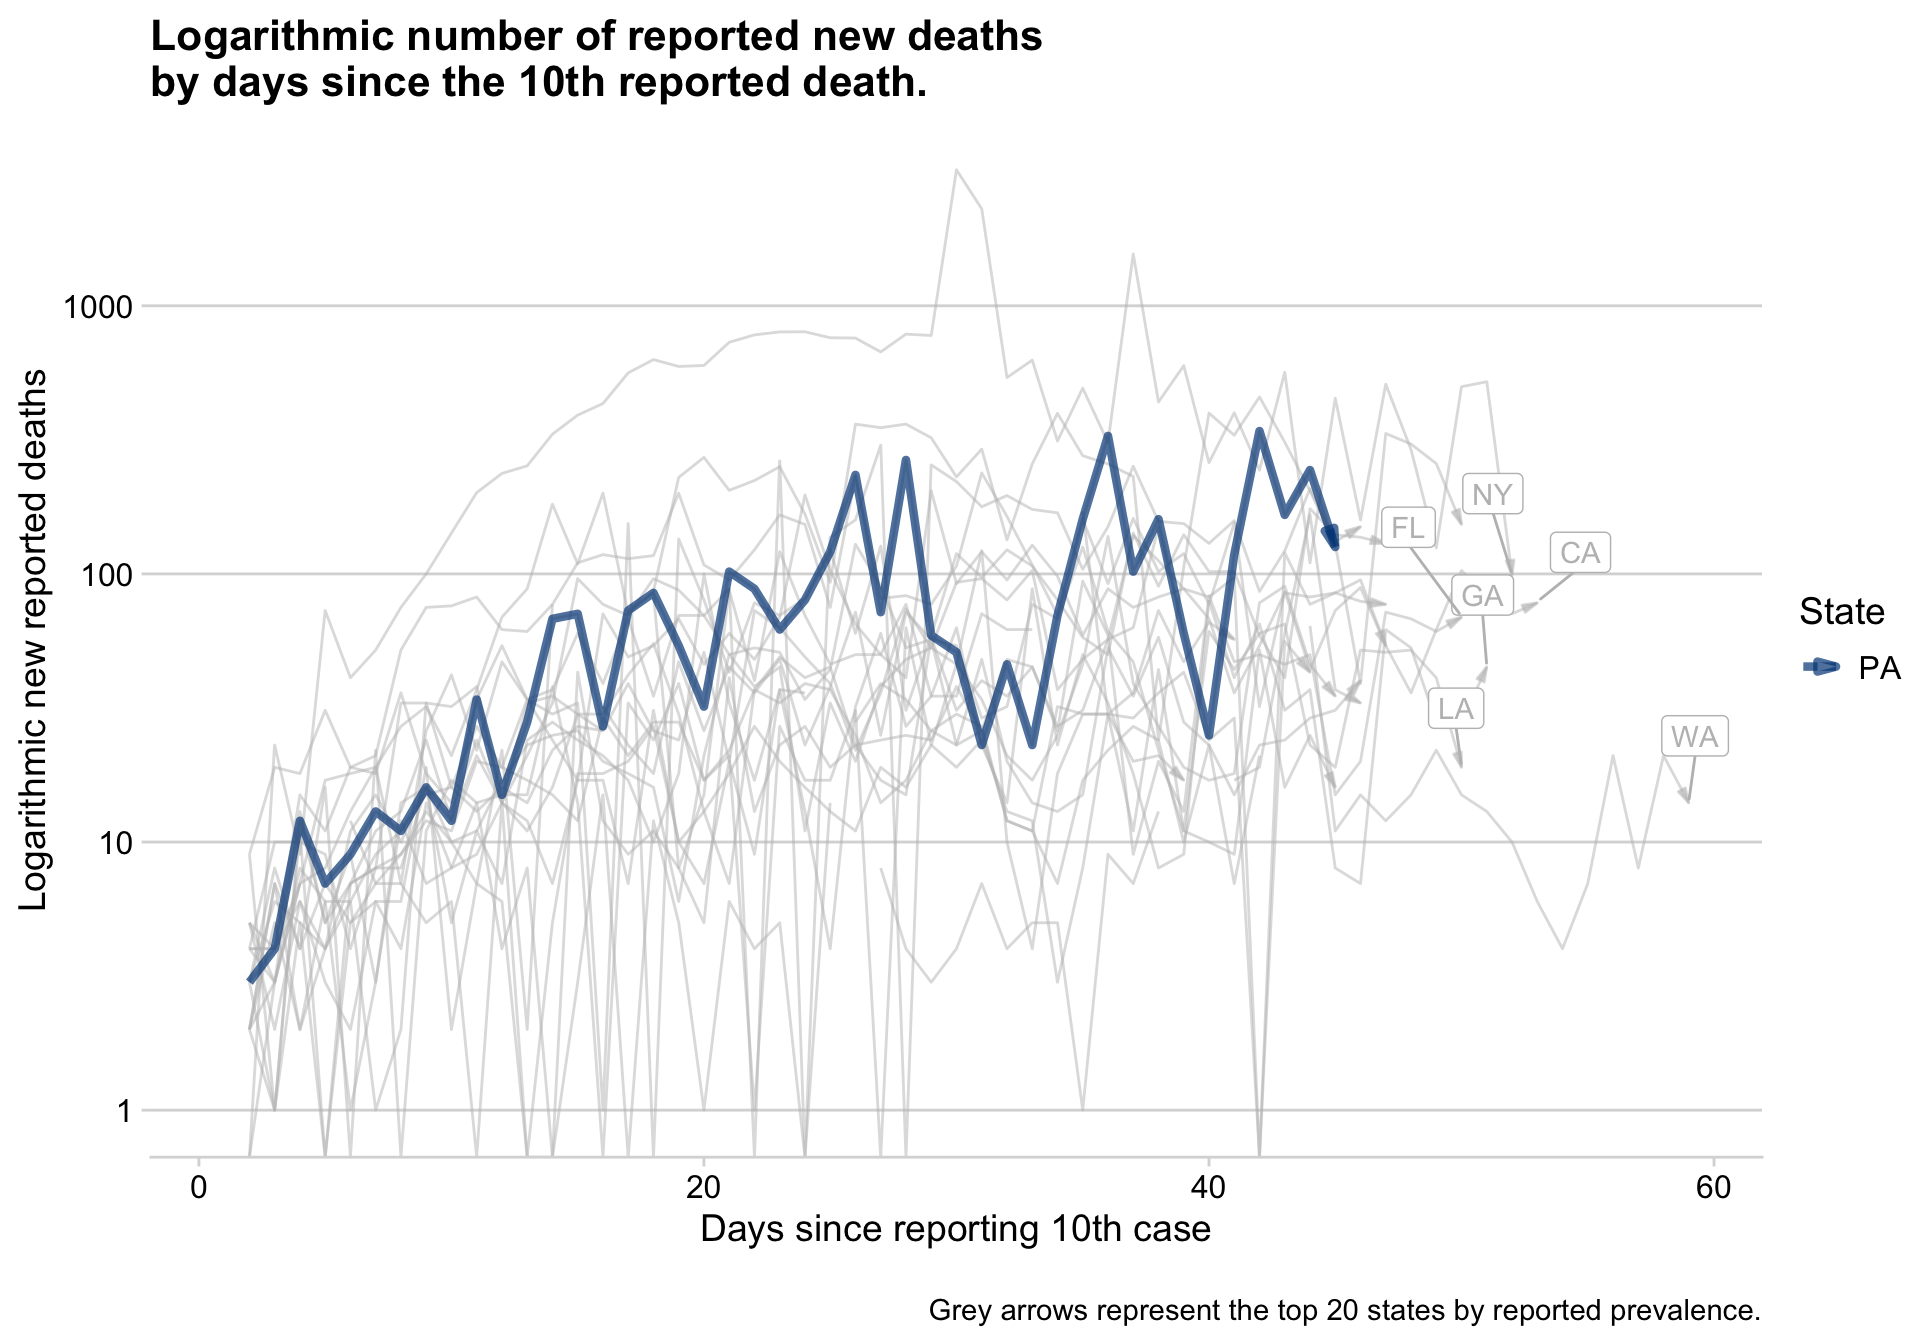 Logarithmic number of reported new deaths
by days since the 10th reported death.
Logarithmic new reported deaths
1000
100
10
1
NY
FL
CA
GA
LA
WA
State
PA
0
20
40
60
Days since reporting 10th case
Grey arrows represent the top 20 states by reported prevalence.